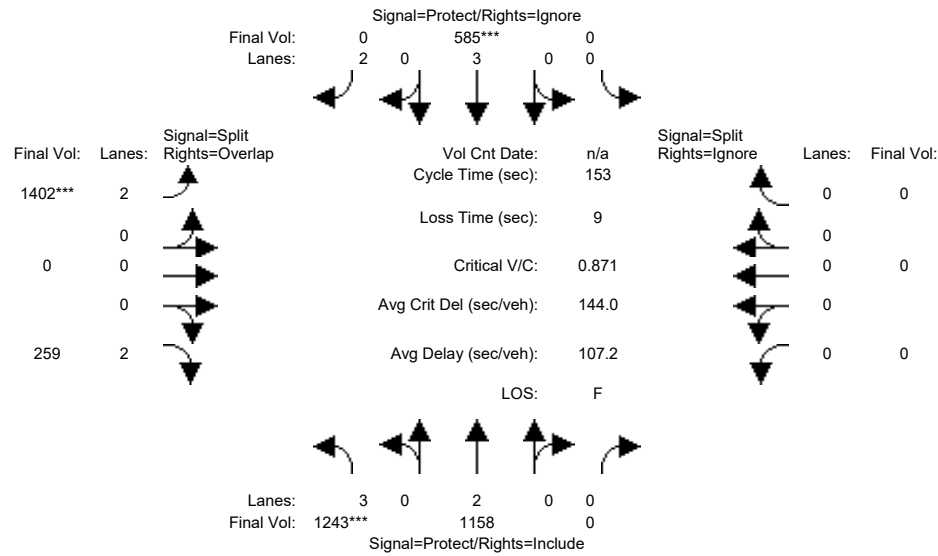 Signal=Protect/Rights=Ignore
Final Vol: 0 585*** 0
Lanes: 2 0 3 0 0
Signal=Split Signal=Split
Final Vol: Lanes: Rights=Overlap Vol Cnt Date: n/a Rights=Ignore Lanes: Final Vol:
Cycle Time (sec): 153
1402*** 2 0 0
Loss Time (sec): 9
0 0
0 0 Critical V/C: 0.871 0 0
0 Avg Crit Del (sec/veh): 144.0 0
259 2 Avg Delay (sec/veh): 107.2 0 0
LOS: F
Lanes: 3 0 2 0 0
Final Vol: 1243*** 1158 0
Signal=Protect/Rights=Include